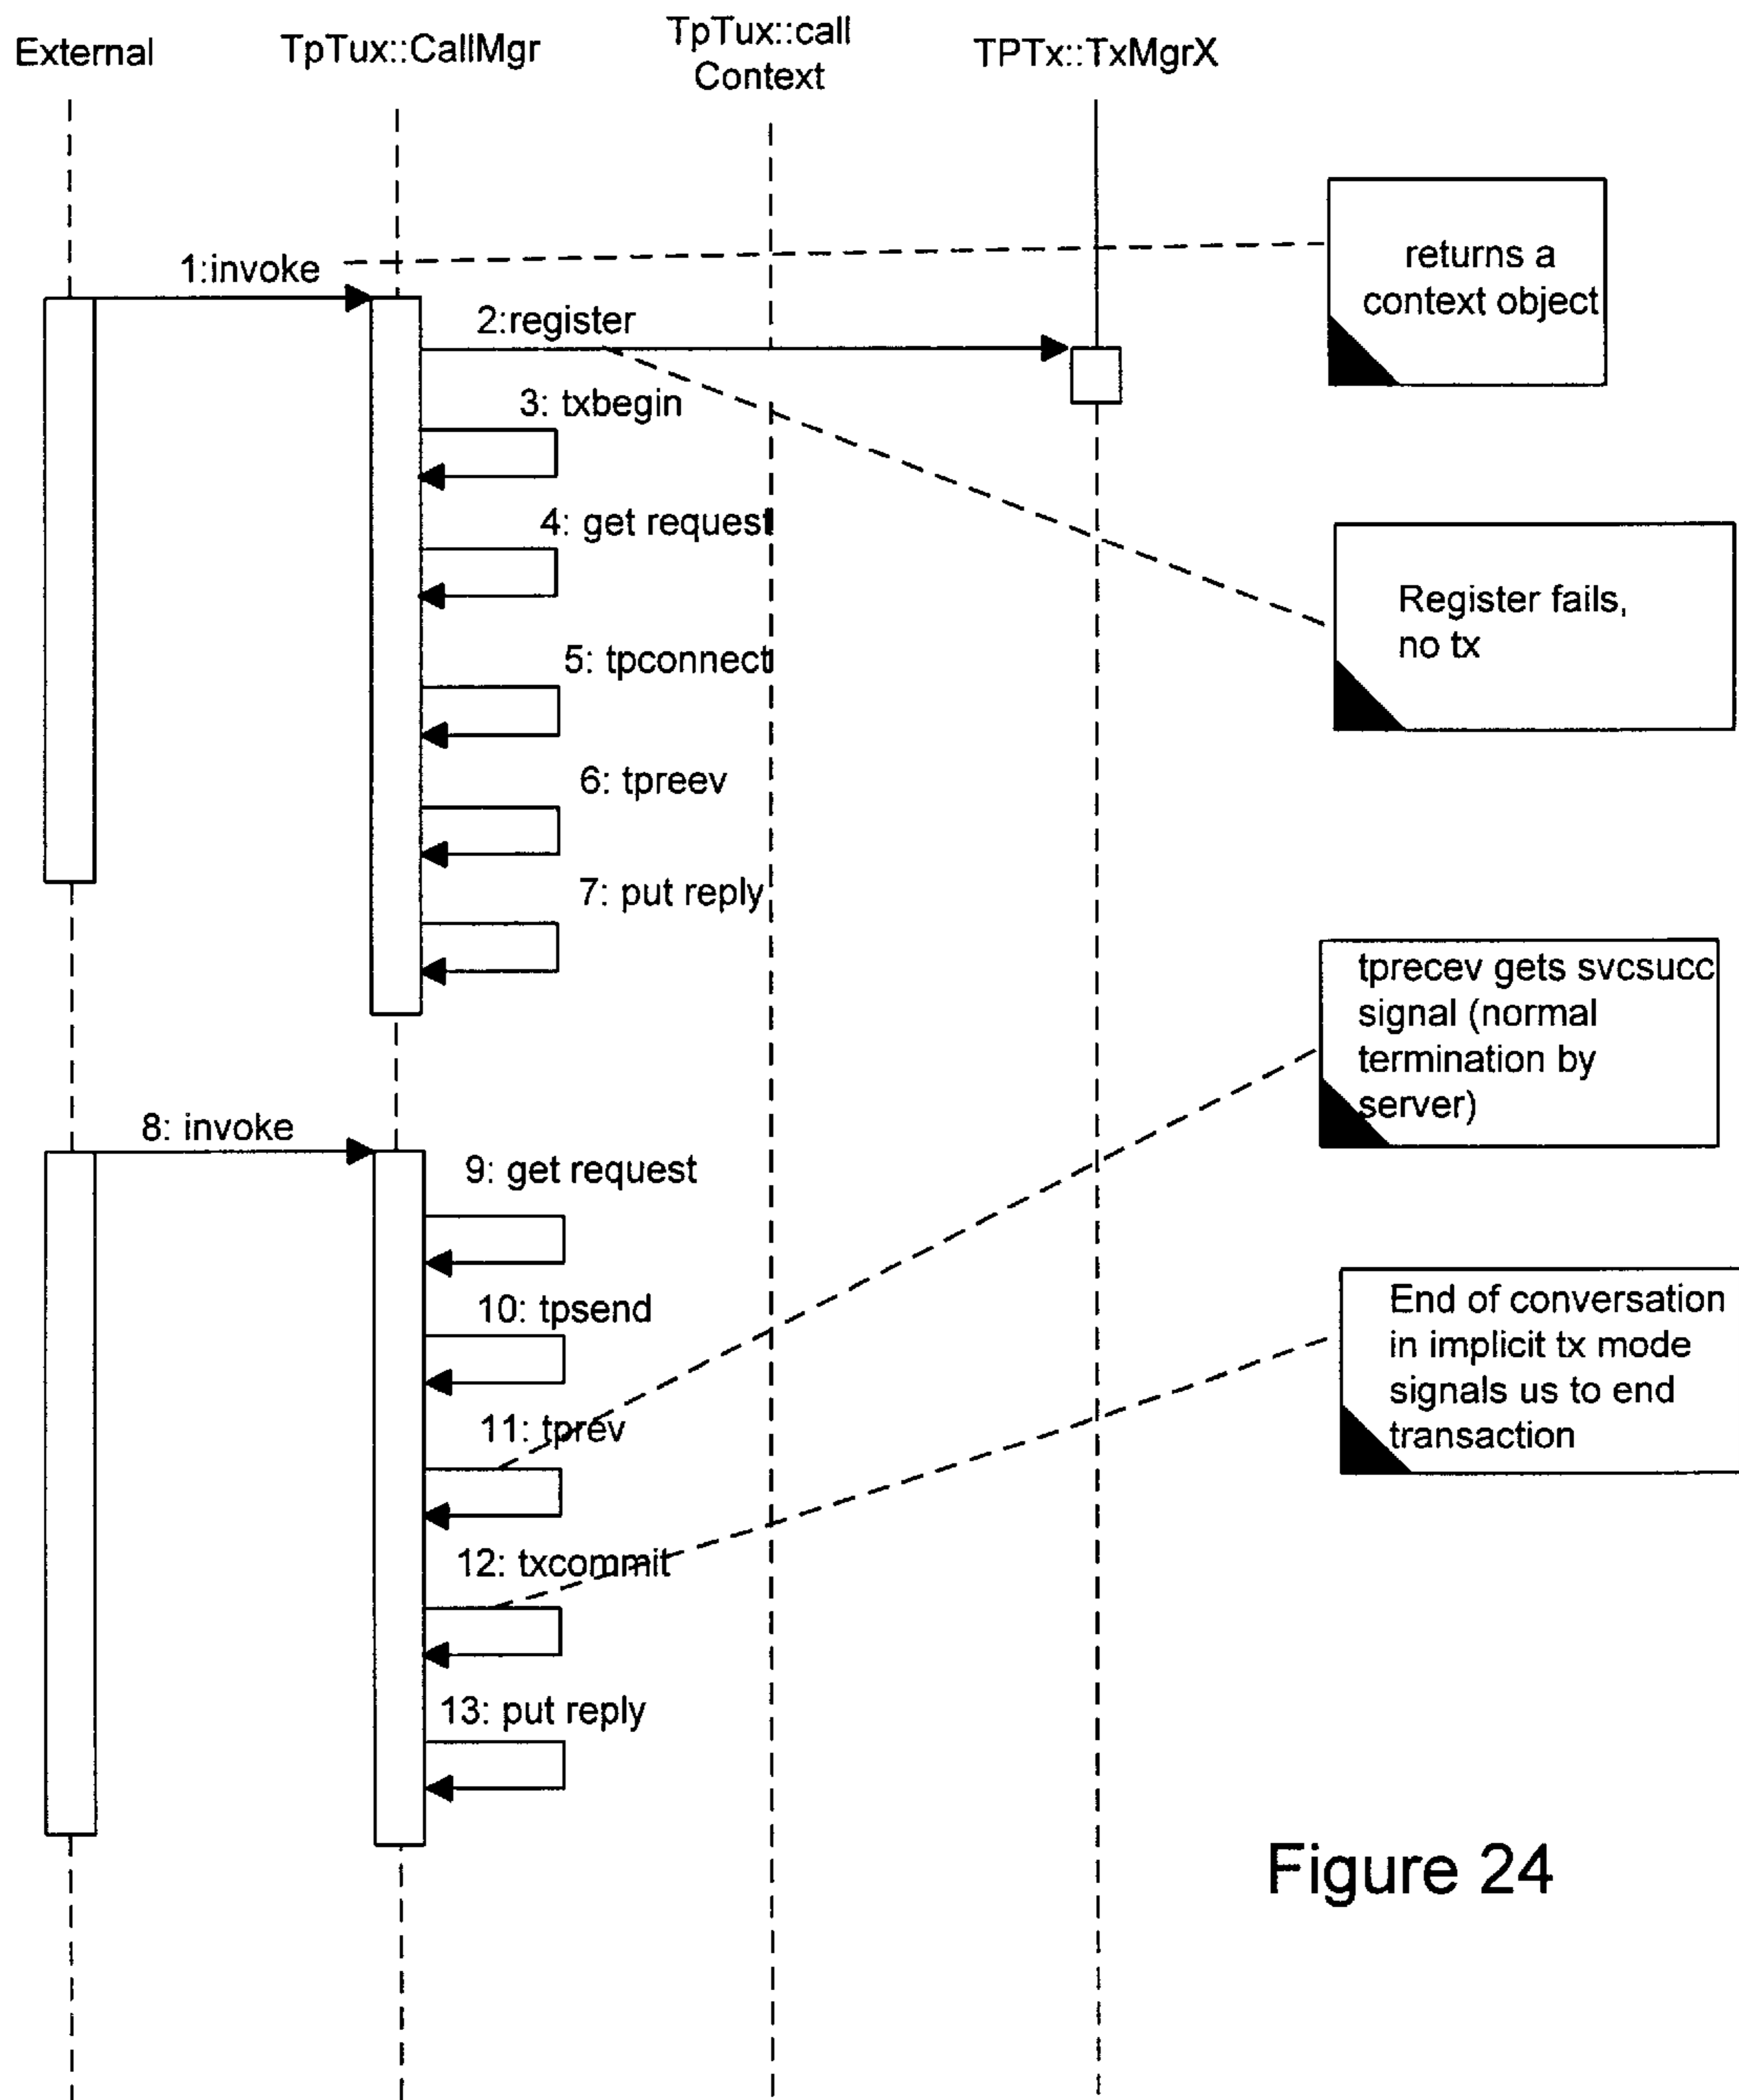 External
TpTux::CallMgr
TpTux::call
Context
TPTx::TxMgrX
1:invoke
returns a
context object
2:register
3: txbegin
4: get request
Register fails,
no tx
5: tpconnect
6: tpreev
7: put reply
tprecev gets svcsucc
signal (normal
termination by
server)
8: invoke
9: get request
10: tpsend
End of conversation
in implicit tx mode
signals us to end
transaction
11: tprev
12: txcommit
13: put reply
Figure 24